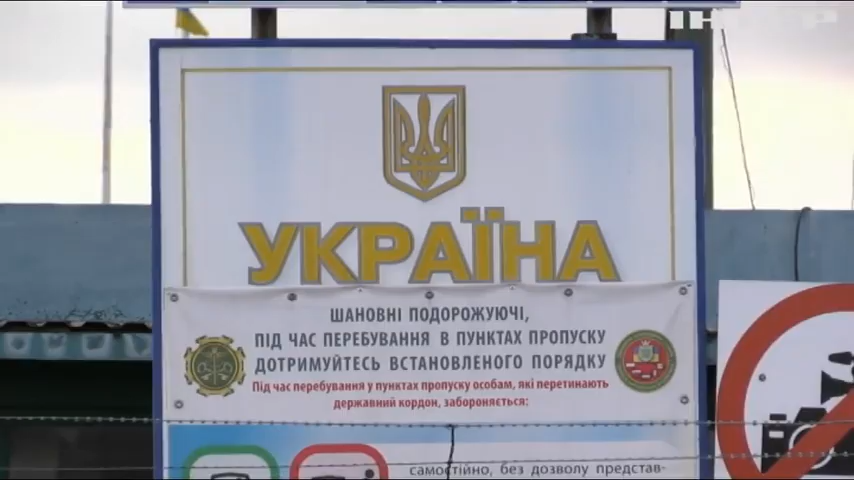 УКРАЇНА
ШАНОВНІ ПОДОРОЖУЮЧІ,
ПІД ЧАС ПЕРЕБУВАННЯ В ПУНКТАХ ПРОПУСКУ
ДОТРИМУЙТЕСЬ ВСТАНОВЛЕНОГО ПОРЯДКУ
Під час перебування у пунктах пропуску особам, які перетинають
державний кордон, забороняється:
самостійно, без дозволу представ-